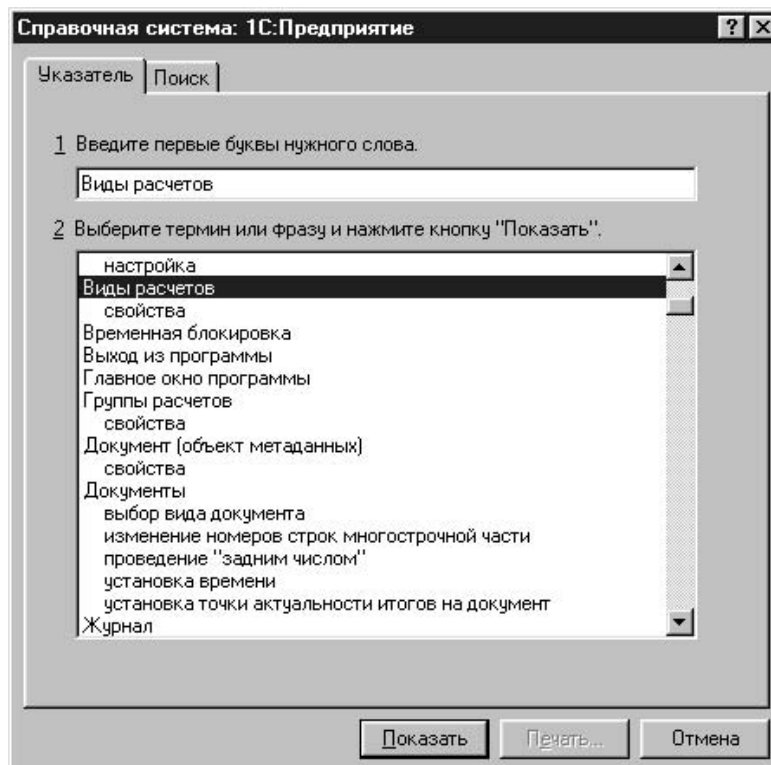 Справочная система: 1С:Предприятие
Указатель Поиск
1 Введите первые буквы нужного слова.
Виды расчетов
2 Выберите термин или фразу и нажмите кнопку "Показать".
настройка
Виды расчетов
свойства
Временная блокировка
Выход из программы
Главное окно программы
Группы расчетов
свойства
Документ (объект метаданных)
свойства
Документы
выбор вида документа
изменение номеров строк многострочной части
проведение "задним числом"
установка времени
установка точки актуальности итогов на документ
Журнал
Показать Печать... Отмена